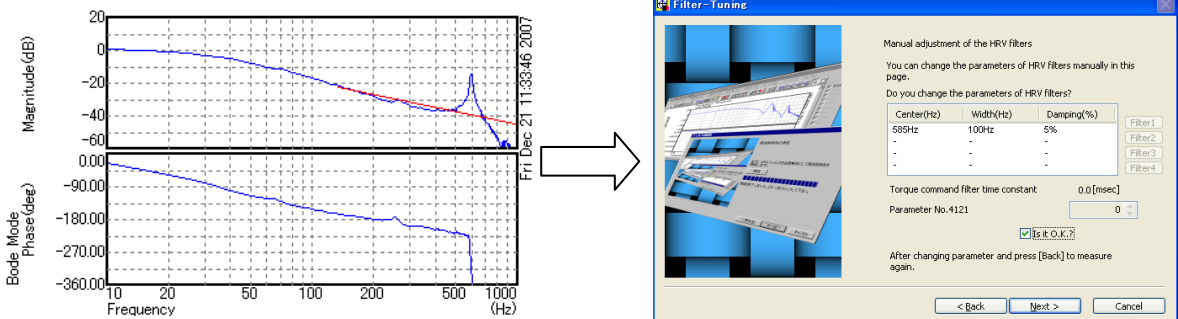 20
0
-20
-40
-60
Magnitude(dB)
0.00
-90.00
-180.00
-270.00
-360.00
Bode Mode
Phase(deg)
10 20 50 100 200 500 1000
Frequency (Hz)
Fri Dec 21 11:33:46 2007
Filter-Tuning
Manual adjustment of the HRV filters
You can change the parameters of HRV filters manually in this
page.
Do you change the parameters of HRV filters?
Center(Hz) Width(Hz) Damping(%)
585Hz 100Hz 5%
- - -
- - -
- - -
Filter1
Filter2
Filter3
Filter4
Torque command filter time constant 0.0 [msec]
Parameter No.4121 0
Is it O.K.?
After changing parameter and press [Back] to measure
again.
< Back Next > Cancel